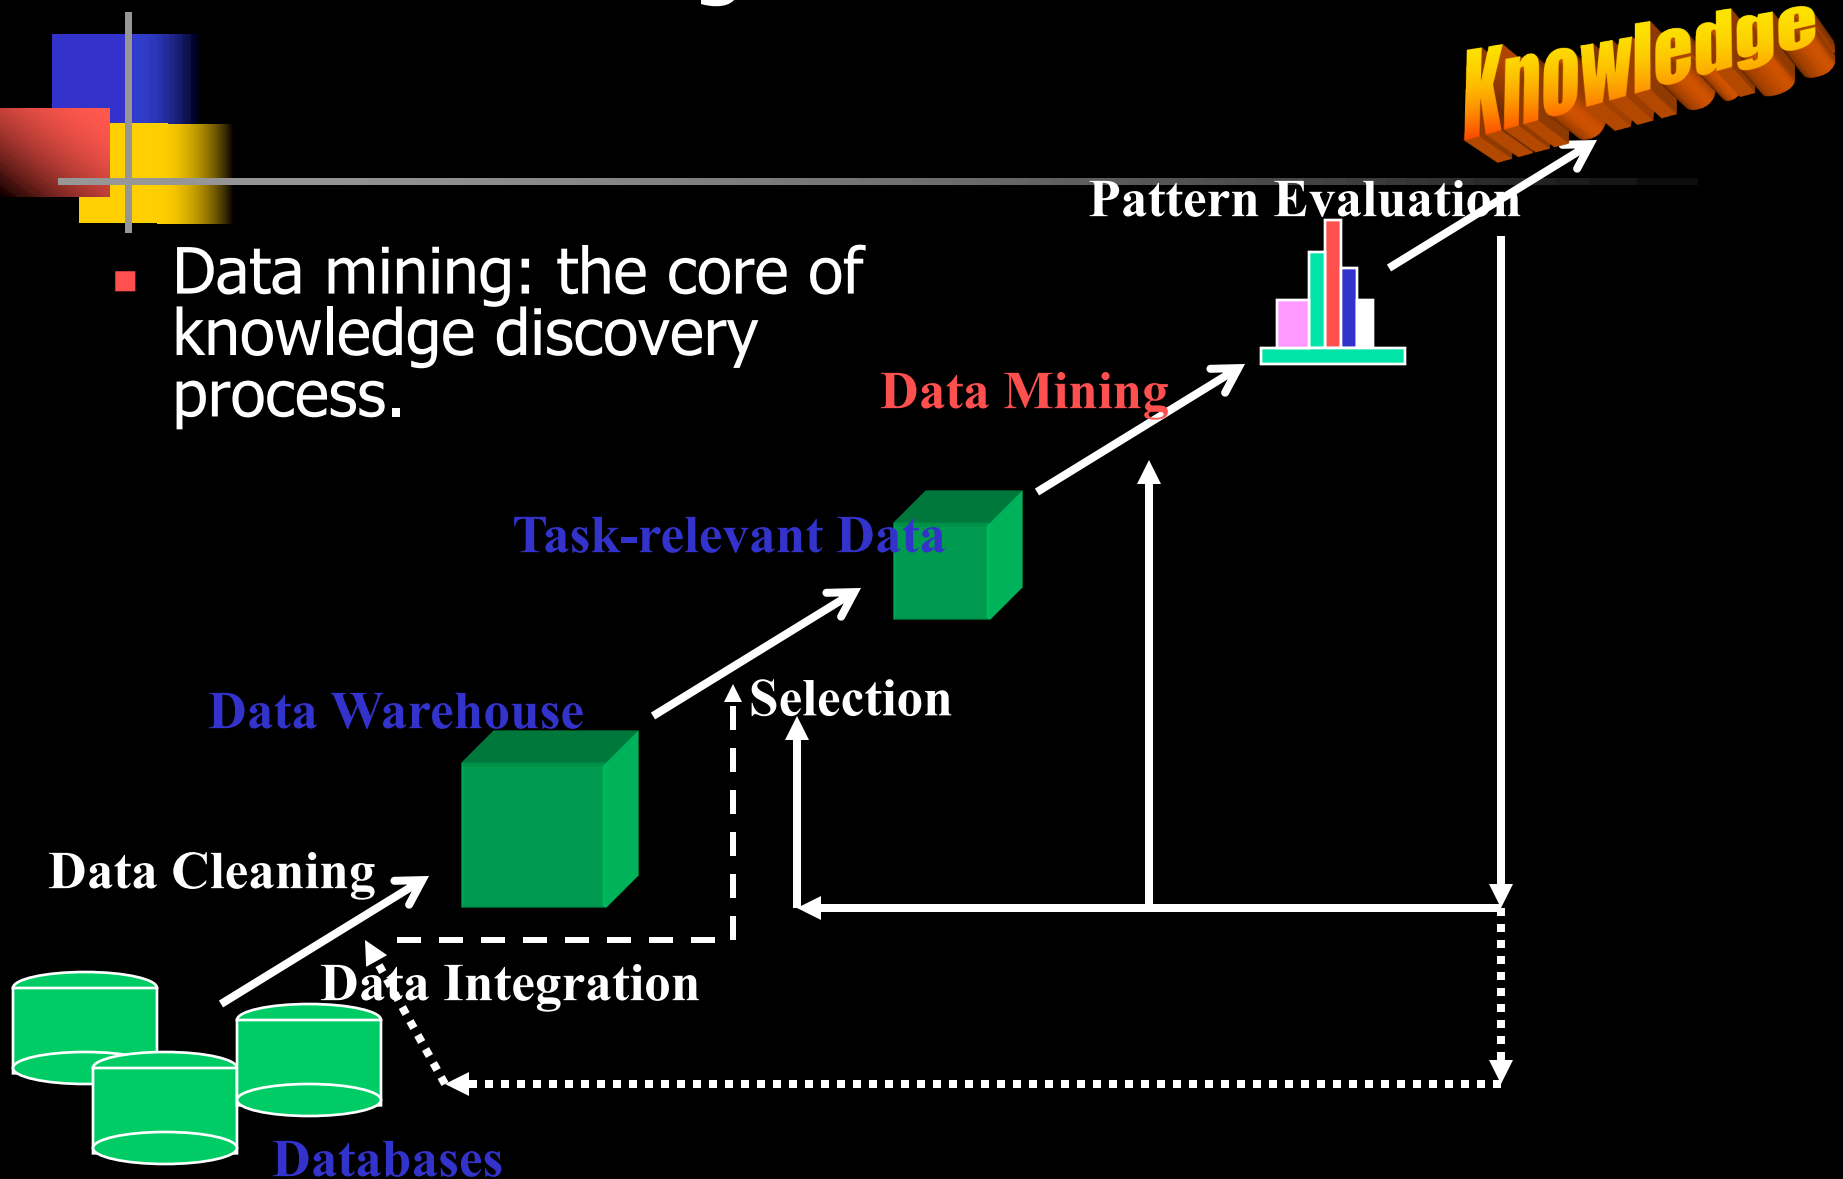 Knowledge
Pattern Evaluation
Data mining: the core of
knowledge discovery
process.
Data Mining
Task-relevant Data
Selection
Data Warehouse
Data Cleaning
Data Integration
Databases